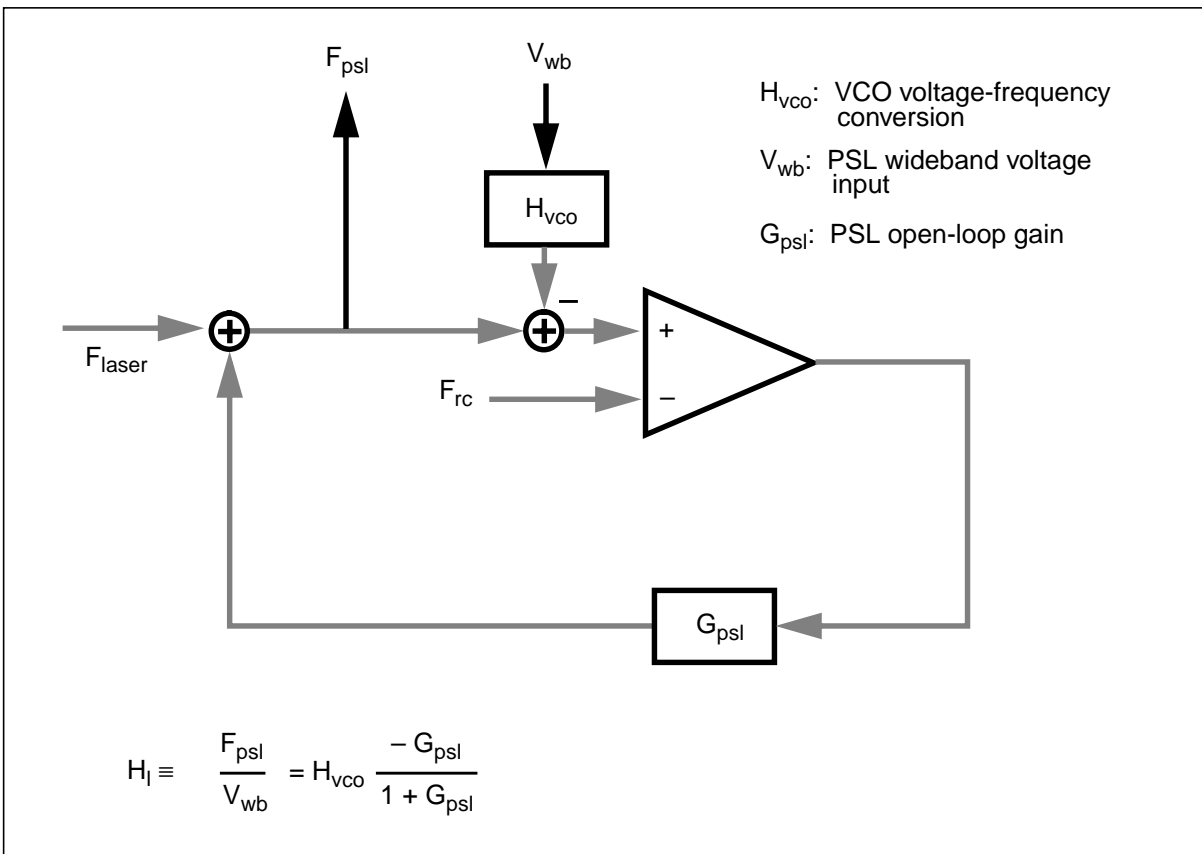 F_psl
V_wb
H_vco: VCO voltage-frequency
conversion
V_wb: PSL wideband voltage
input
H_vco
G_psl: PSL open-loop gain
–
+
+
+
F_laser
F_rc
–
G_psl
H_l ≡ F_psl / V_wb = H_vco – G_psl / 1 + G_psl